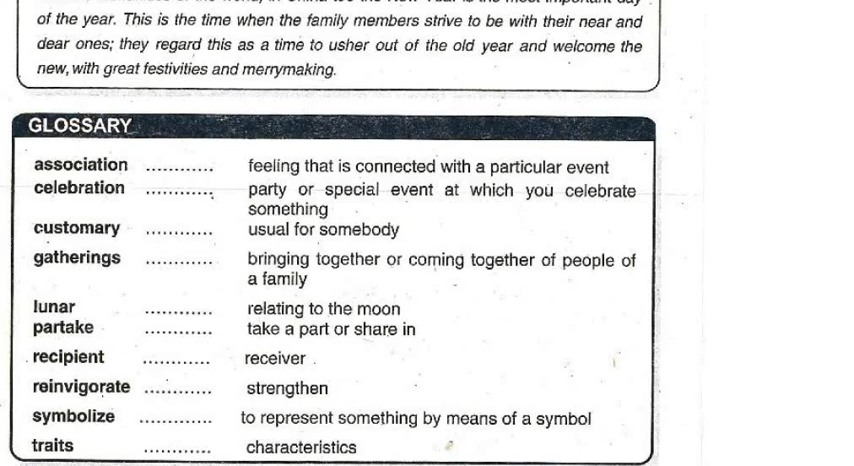 of the year. This is the time when the family members strive to be with their near and
dear ones; they regard this as a time to usher out of the old year and welcome the
new, with great festivities and merrymaking.
GLOSSARY
association ............ feeling that is connected with a particular event
celebration ............ party or special event at which you celebrate
something
customary ............ usual for somebody
gatherings ............ bringing together or coming together of people of
a family
lunar ............ relating to the moon
partake ............ take a part or share in
recipient ............ receiver
reinvigorate ............ strengthen
symbolize ............ to represent something by means of a symbol
traits ............ characteristics